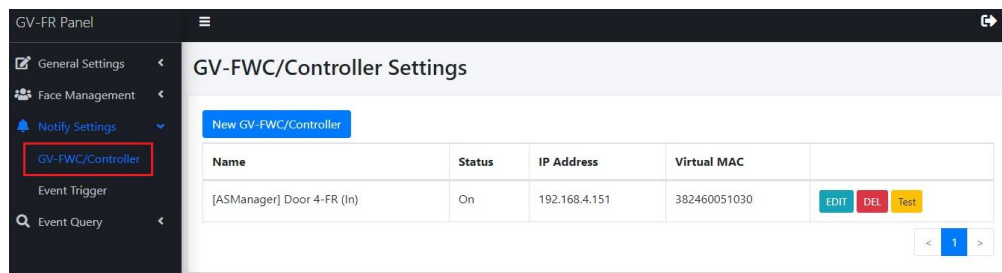 GV-FR Panel
General Settings
Face Management
Notify Settings
GV-FWC/Controller
Event Trigger
Event Query
GV-FWC/Controller Settings
New GV-FWC/Controller
Name Status IP Address Virtual MAC
[ASManager] Door 4-FR (In) On 192.168.4.151 382460051030 EDIT DEL Test
< 1 >